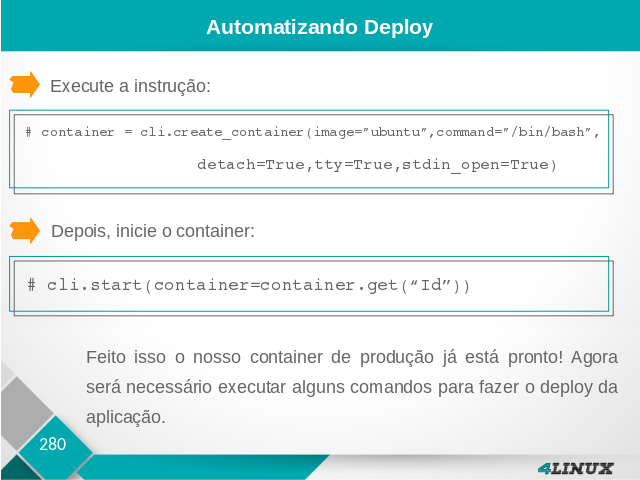 Automatizando Deploy
Execute a instrução:
# container = cli.create_container(image=”ubuntu”,command=”/bin/bash”,
detach=True,tty=True,stdin_open=True)
Depois, inicie o container:
# cli.start(container=container.get(“Id”))
Feito isso o nosso container de produção já está pronto! Agora
será necessário executar alguns comandos para fazer o deploy da
aplicação.
280
4LINUX